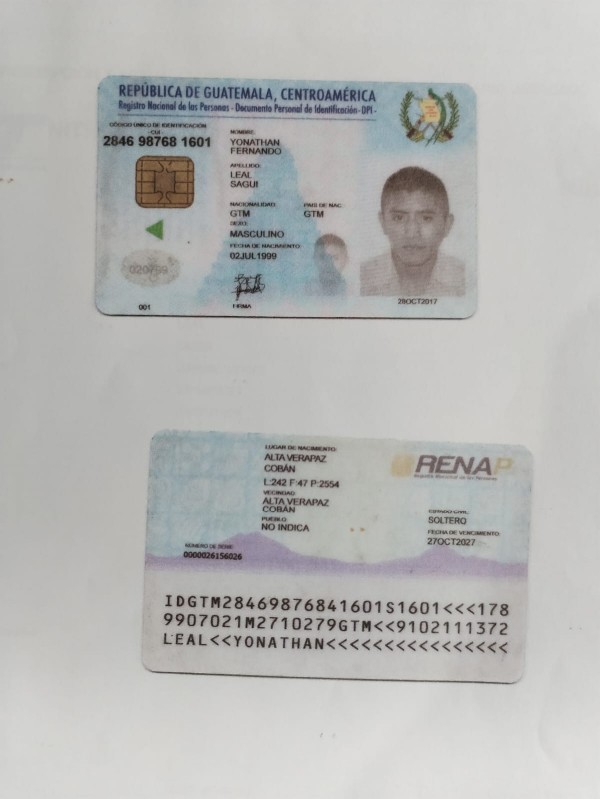 REPÚBLICA DE GUATEMALA, CENTROAMÉRICA
Registro Nacional de las Personas - Documento Personal de Identificación - DPI -
CÓDIGO ÚNICO DE IDENTIFICACIÓN
-CUI-
2846 98768 1601
NOMBRE:
YONATHAN
FERNANDO
APELLIDO:
LEAL
SAGUI
NACIONALIDAD:
GTM
PAIS DE NAC:
GTM
SEXO:
MASCULINO
FECHA DE NACIMIENTO:
02JUL1999
001
FIRMA
28OCT2017
LUGAR DE NACIMIENTO:
ALTA VERAPAZ
COBÁN
L:242 F:47 P:2554
VECINDAD:
ALTA VERAPAZ
COBÁN
PUEBLO:
NO INDICA
NÚMERO DE SERIE:
0000026156026
RENAP
Registro Nacional de las Personas
ESTADO CIVIL:
SOLTERO
FECHA DE VENCIMIENTO:
27OCT2027
IDGTM28469876841601S1601<<<178
9907021M2710279GTM<<9102111372
LEAL<<YONATHAN<<<<<<<<<<<<<<<<